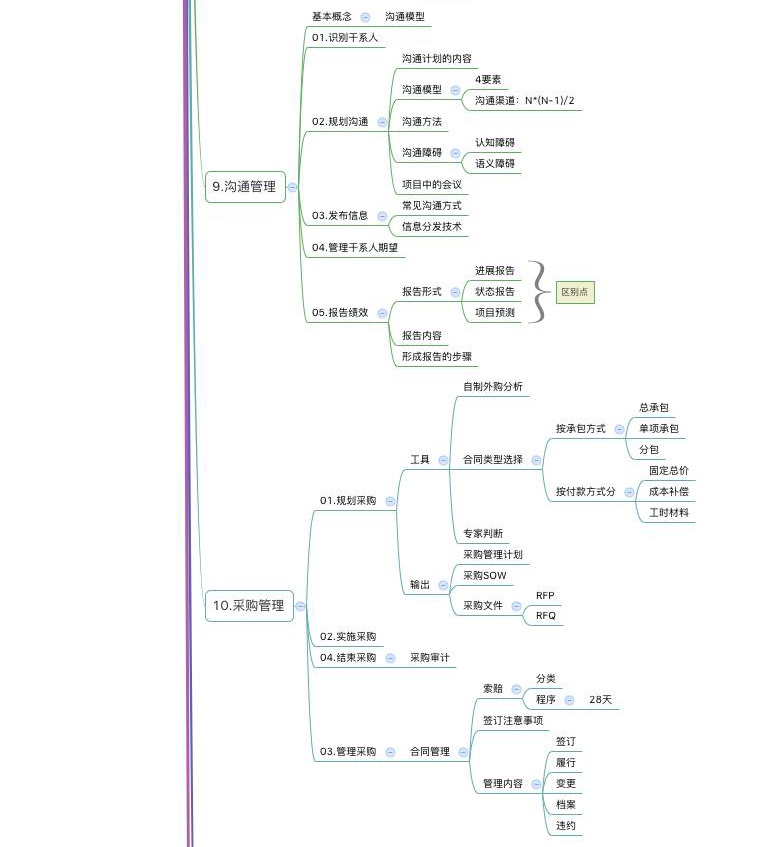 基本概念 沟通模型
01.识别干系人
沟通计划的内容
4要素
沟通模型
沟通渠道：N*(N-1)/2
02.规划沟通
沟通方法
认知障碍
沟通障碍
语义障碍
项目中的会议
9.沟通管理
常见沟通方式
03.发布信息
信息分发技术
04.管理干系人期望
进展报告
报告形式
状态报告
区别点
项目预测
05.报告绩效
报告内容
形成报告的步骤
自制外购分析
总承包
按承包方式
单项承包
分包
工具
合同类型选择
固定总价
按付款方式分
成本补偿
工时材料
01.规划采购
专家判断
采购管理计划
输出
采购SOW
RFP
采购文件
RFQ
10.采购管理
02.实施采购
04.结束采购 采购审计
分类
索赔
程序 28天
签订注意事项
签订
03.管理采购 合同管理
履行
管理内容
变更
档案
违约